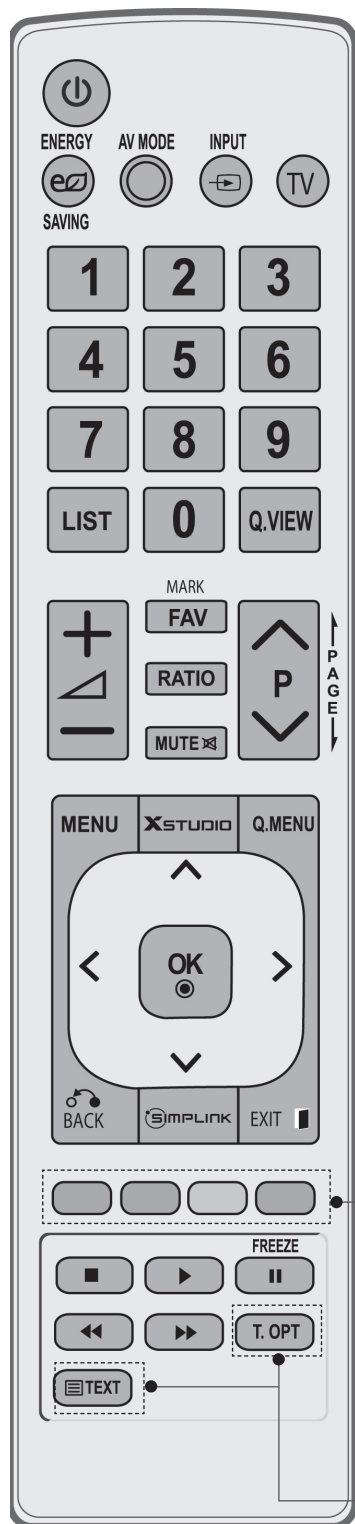 ENERGY AV MODE INPUT
TV
SAVING
1 2 3
4 5 6
7 8 9
LIST 0 Q.VIEW
MARK
FAV
RATIO
P
PAGE
MUTE
MENU XSTUDIO Q.MENU
OK
BACK SIMPLINK EXIT
FREEZE
T. OPT
TEXT